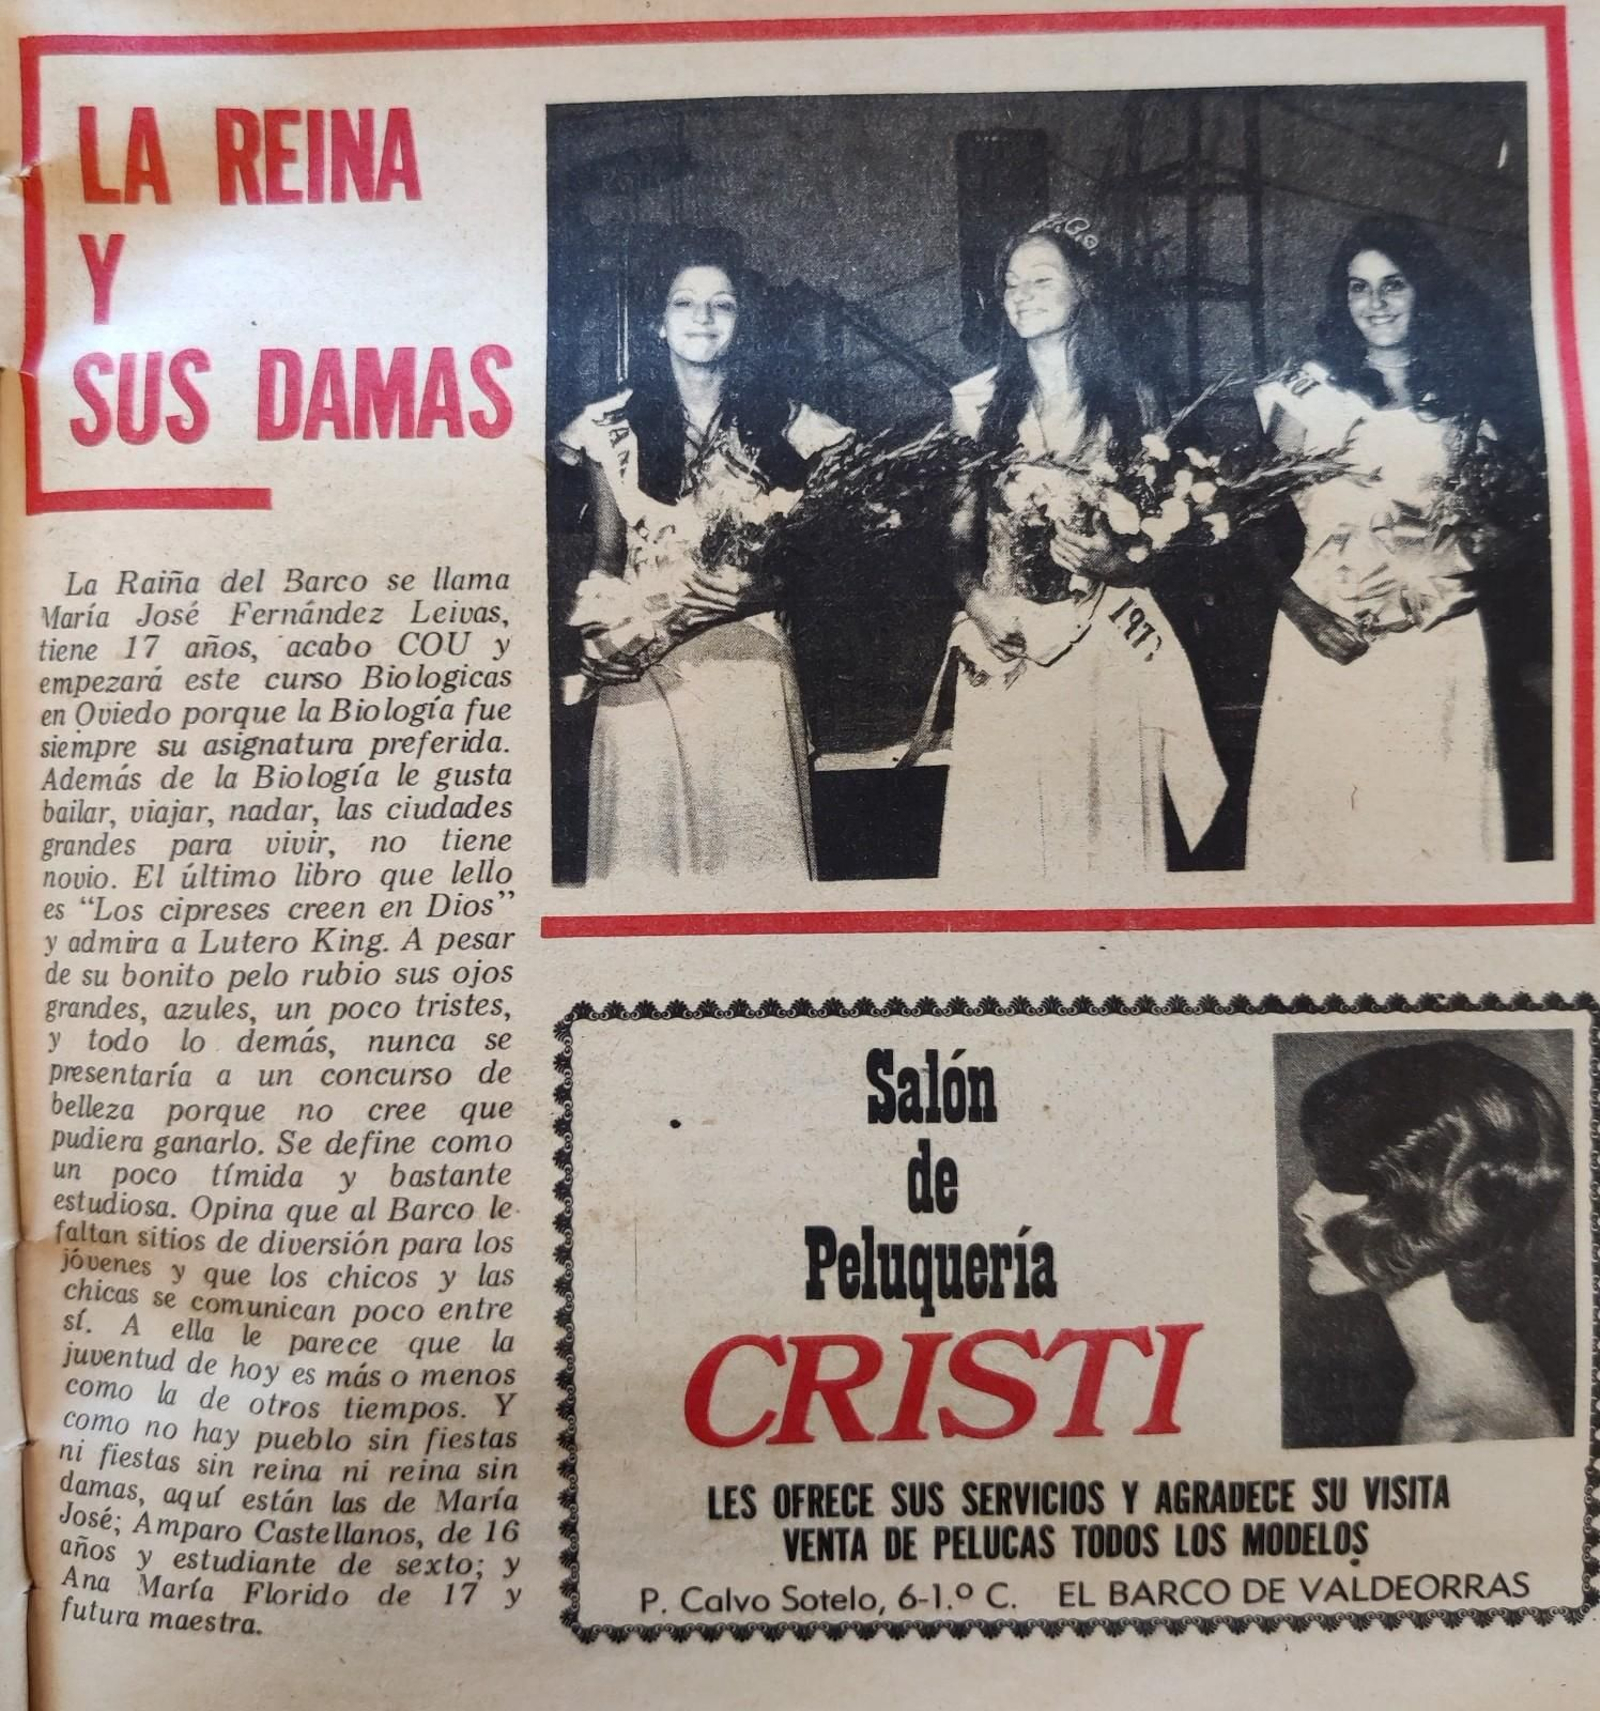 LA REINA
Y
SUS DAMAS
La Raiña del Barco se llama
María José Fernández Leivas,
tiene 17 años, acabo COU y
empezará este curso Biologicas
en Oviedo porque la Biología fue
siempre su asignatura preferida.
Además de la Biología le gusta
bailar, viajar, nadar, las ciudades
grandes para vivir, no tiene
novio. El último libro que lello
es “Los cipreses creen en Dios”
y admira a Lutero King. A pesar
de su bonito pelo rubio sus ojos
grandes, azules, un poco tristes,
y todo lo demás, nunca se
presentaría a un concurso de
belleza porque no cree que
pudiera ganarlo. Se define como
un poco tímida y bastante
estudiosa. Opina que al Barco le
faltan sitios de diversión para los
jóvenes y que los chicos y las
chicas se comunican poco entre
sí. A ella le parece que la
juventud de hoy es más o menos
como la de otros tiempos. Y
como no hay pueblo sin fiestas
ni fiestas sin reina ni reina sin
damas, aquí están las de María
José; Amparo Castellanos, de 16
años y estudiante de sexto; y
Ana María Florido de 17 y
futura maestra.
Salón
de
Peluquería
CRISTI
LES OFRECE SUS SERVICIOS Y AGRADECE SU VISITA
VENTA DE PELUCAS TODOS LOS MODELOS
P. Calvo Sotelo, 6-1.º C. EL BARCO DE VALDEORRAS